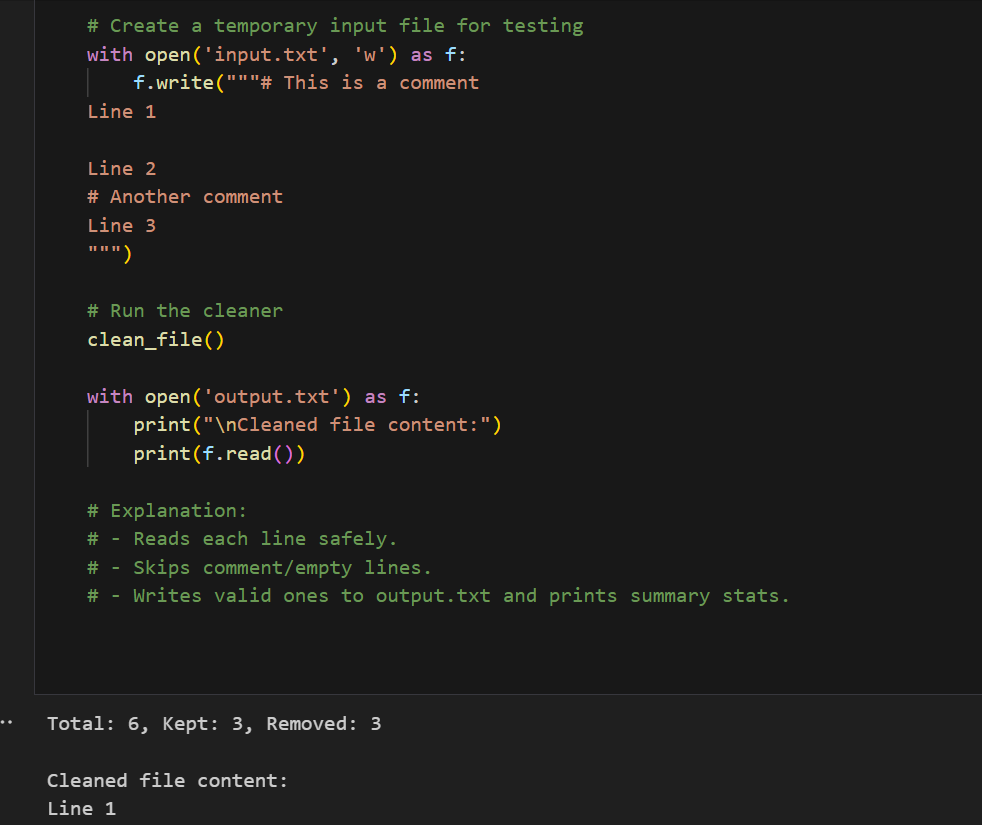 # Create a temporary input file for testing
with open('input.txt', 'w') as f:
    f.write("""# This is a comment
Line 1

Line 2
# Another comment
Line 3
""")

# Run the cleaner
clean_file()

with open('output.txt') as f:
    print("\nCleaned file content:")
    print(f.read())

# Explanation:
# - Reads each line safely.
# - Skips comment/empty lines.
# - Writes valid ones to output.txt and prints summary stats.

Total: 6, Kept: 3, Removed: 3

Cleaned file content:
Line 1